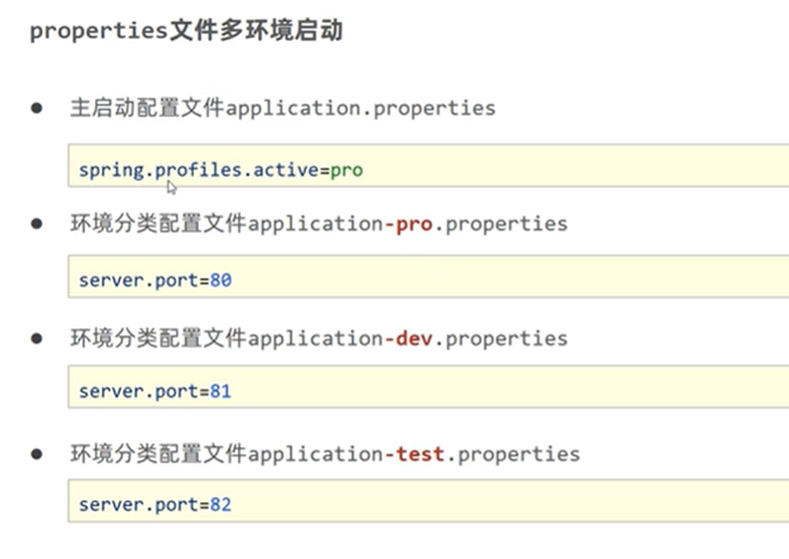 properties文件多环境启动
● 主启动配置文件application.properties
spring.profiles.active=pro
● 环境分类配置文件application-pro.properties
server.port=80
● 环境分类配置文件application-dev.properties
server.port=81
● 环境分类配置文件application-test.properties
server.port=82